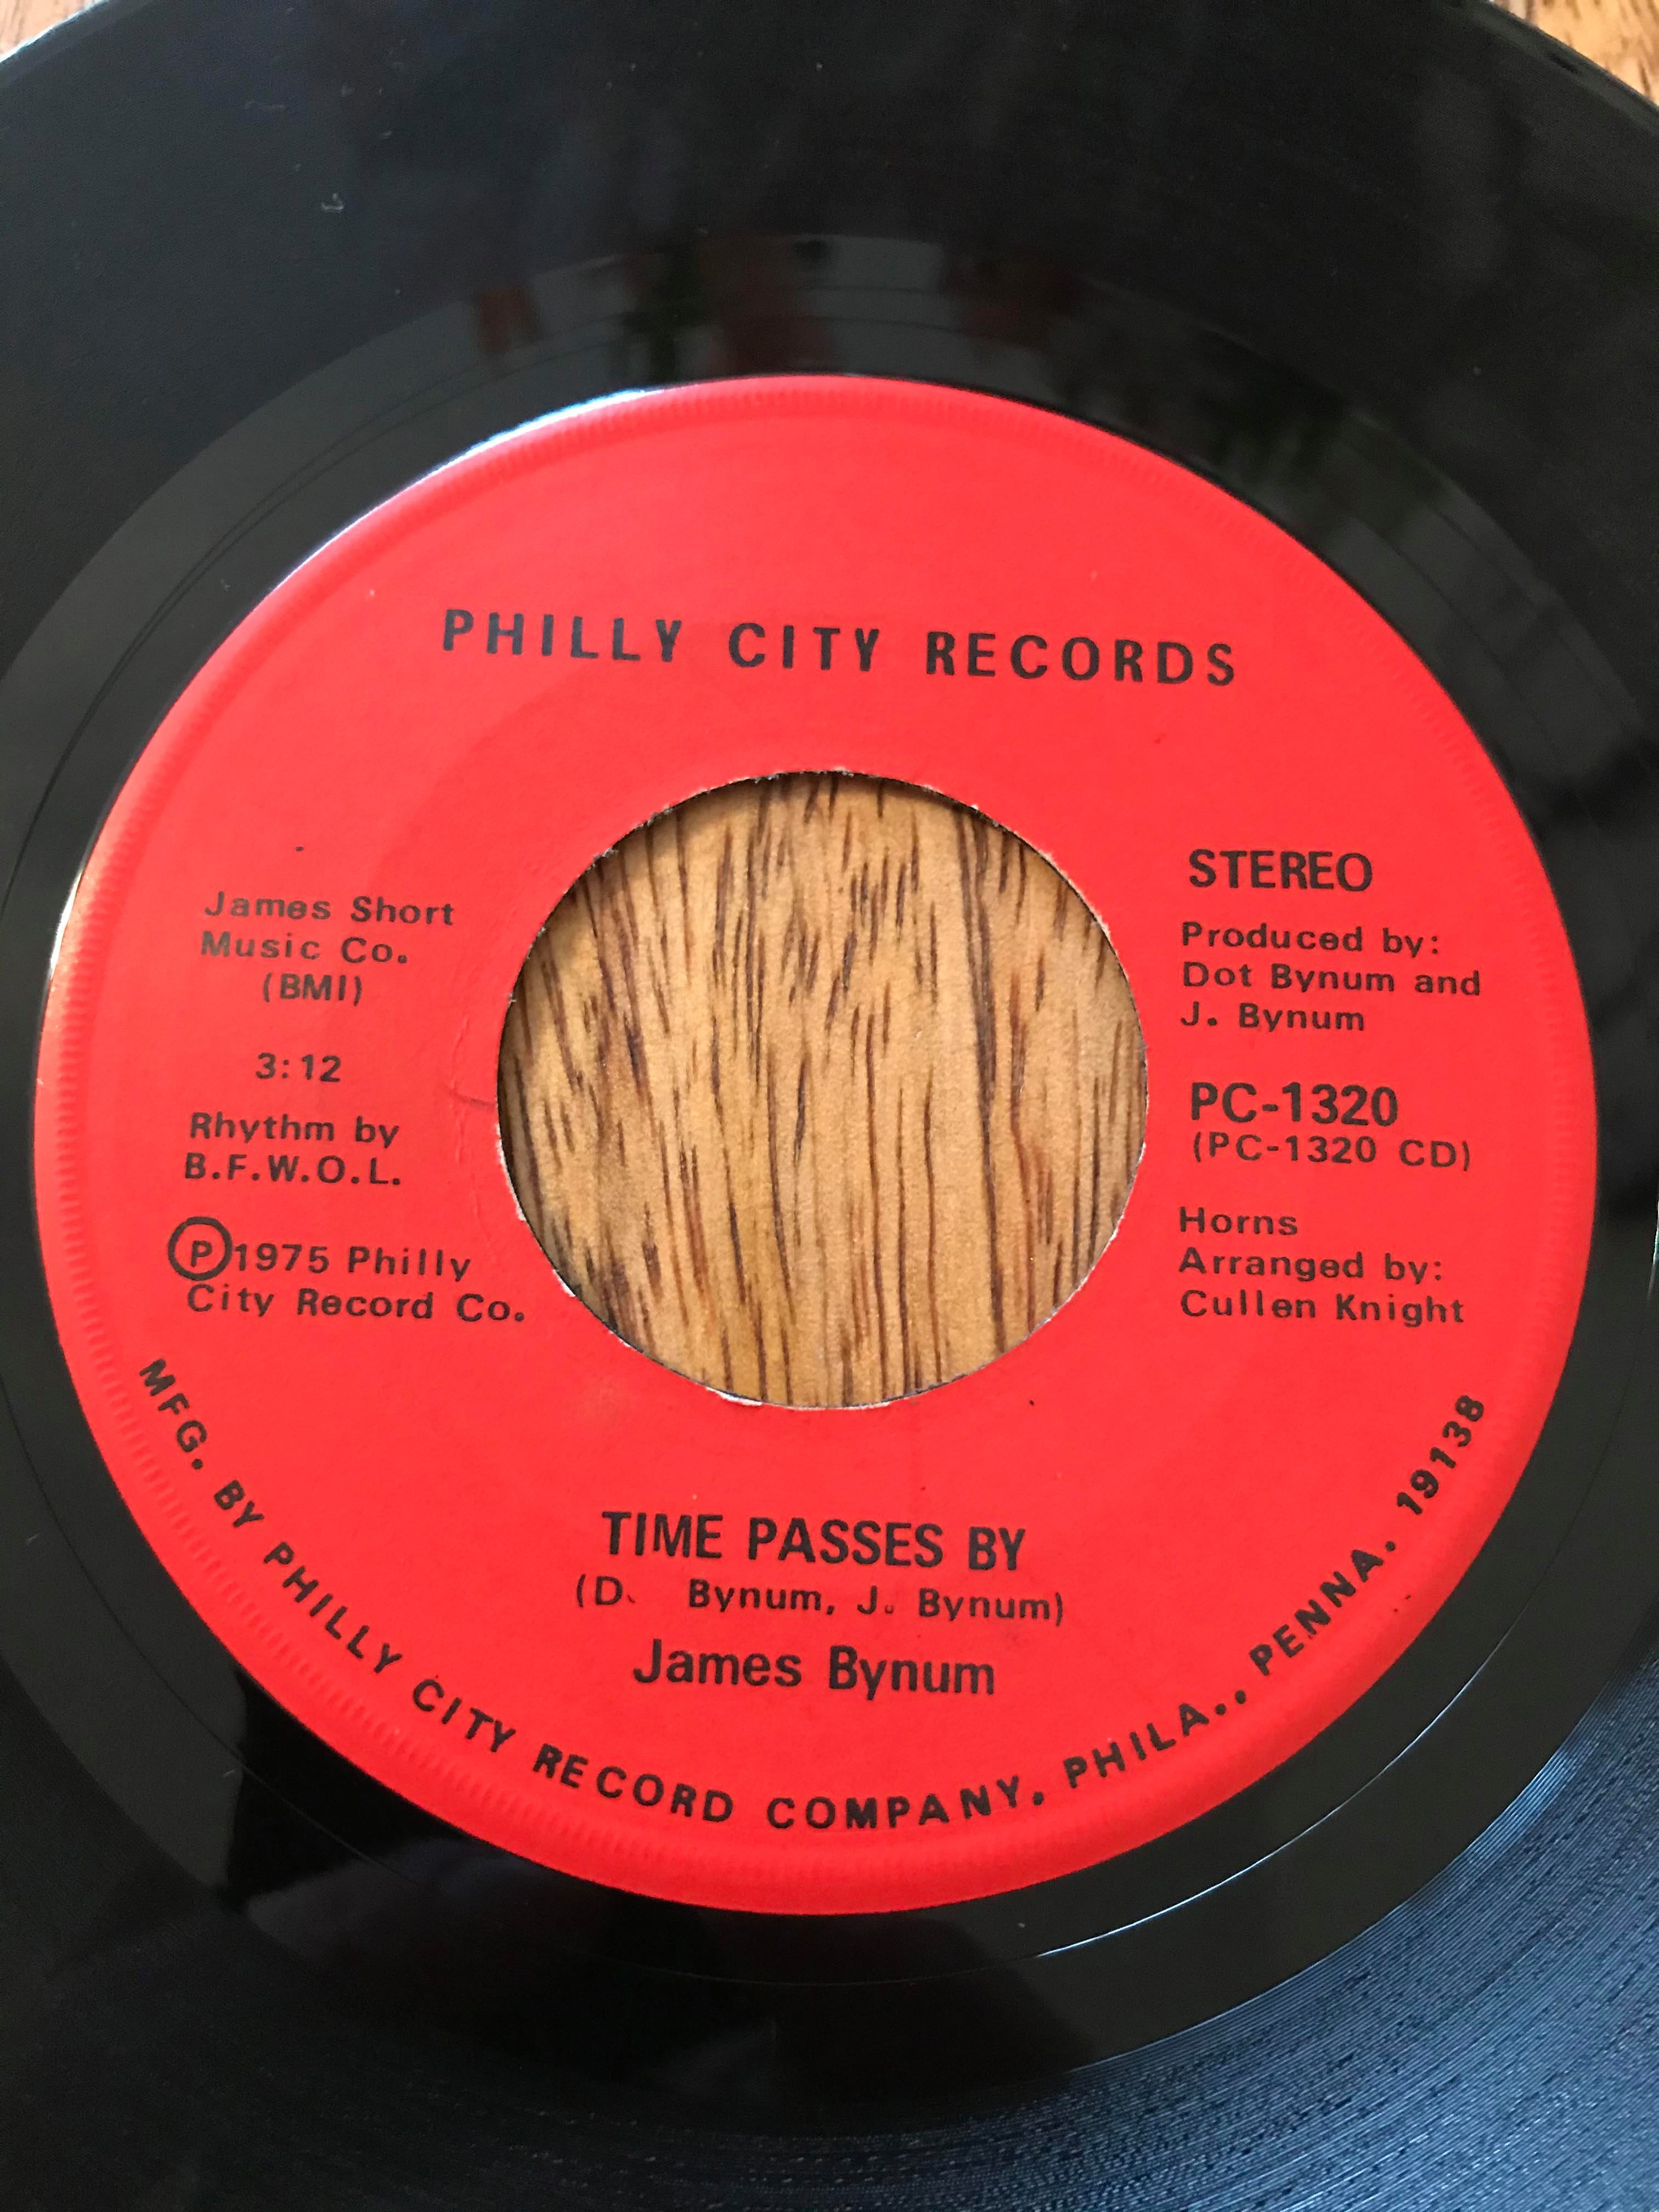 PHILLY CITY RECORDS
James Short
Music Co.
(BMI)
3:12
Rhythm by
B.F.W.O.L.
Ⓟ1975 Philly
City Record Co.
STEREO
Produced by:
Dot Bynum and
J. Bynum
PC-1320
(PC-1320 CD)
Horns
Arranged by:
Cullen Knight
TIME PASSES BY
(D. Bynum, J. Bynum)
James Bynum
MFG. BY PHILLY CITY RECORD COMPANY, PHILA., PENNA. 19138